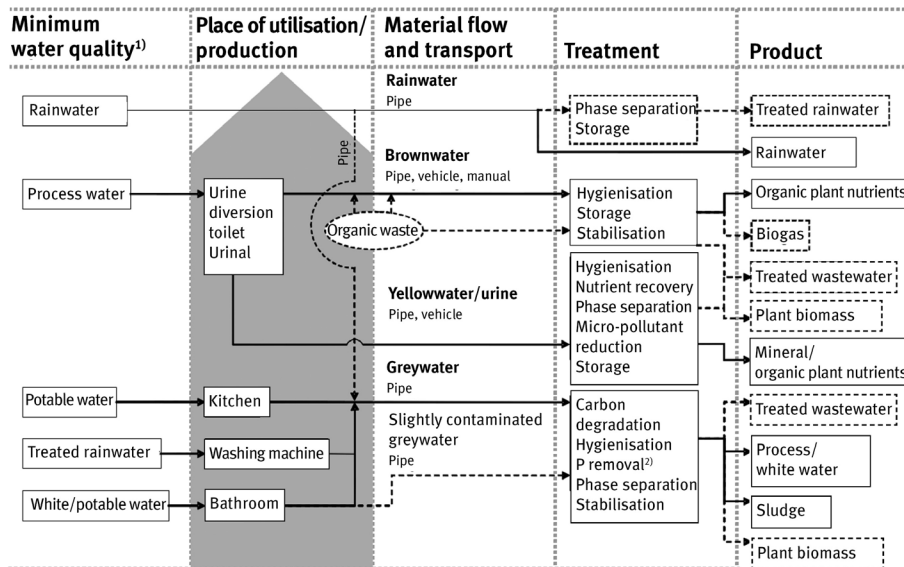 Minimum
water quality1)
Place of utilisation/
production
Material flow
and transport
Treatment
Product
Rainwater
Rainwater
Pipe
Pipe
Phase separation
Storage
Treated rainwater
Rainwater
Process water
Urine
diversion
toilet
Urinal
Brownwater
Pipe, vehicle, manual
Organic waste
Hygienisation
Storage
Stabilisation
Organic plant nutrients
Biogas
Treated wastewater
Plant biomass
Yellowwater/urine
Pipe, vehicle
Hygienisation
Nutrient recovery
Phase separation
Micro-pollutant
reduction
Storage
Mineral/
organic plant nutrients
Potable water
Kitchen
Greywater
Pipe
Treated rainwater
Washing machine
Slightly contaminated
greywater
Pipe
White/potable water
Bathroom
Carbon
degradation
Hygienisation
P removal2)
Phase separation
Stabilisation
Treated wastewater
Process/
white water
Sludge
Plant biomass